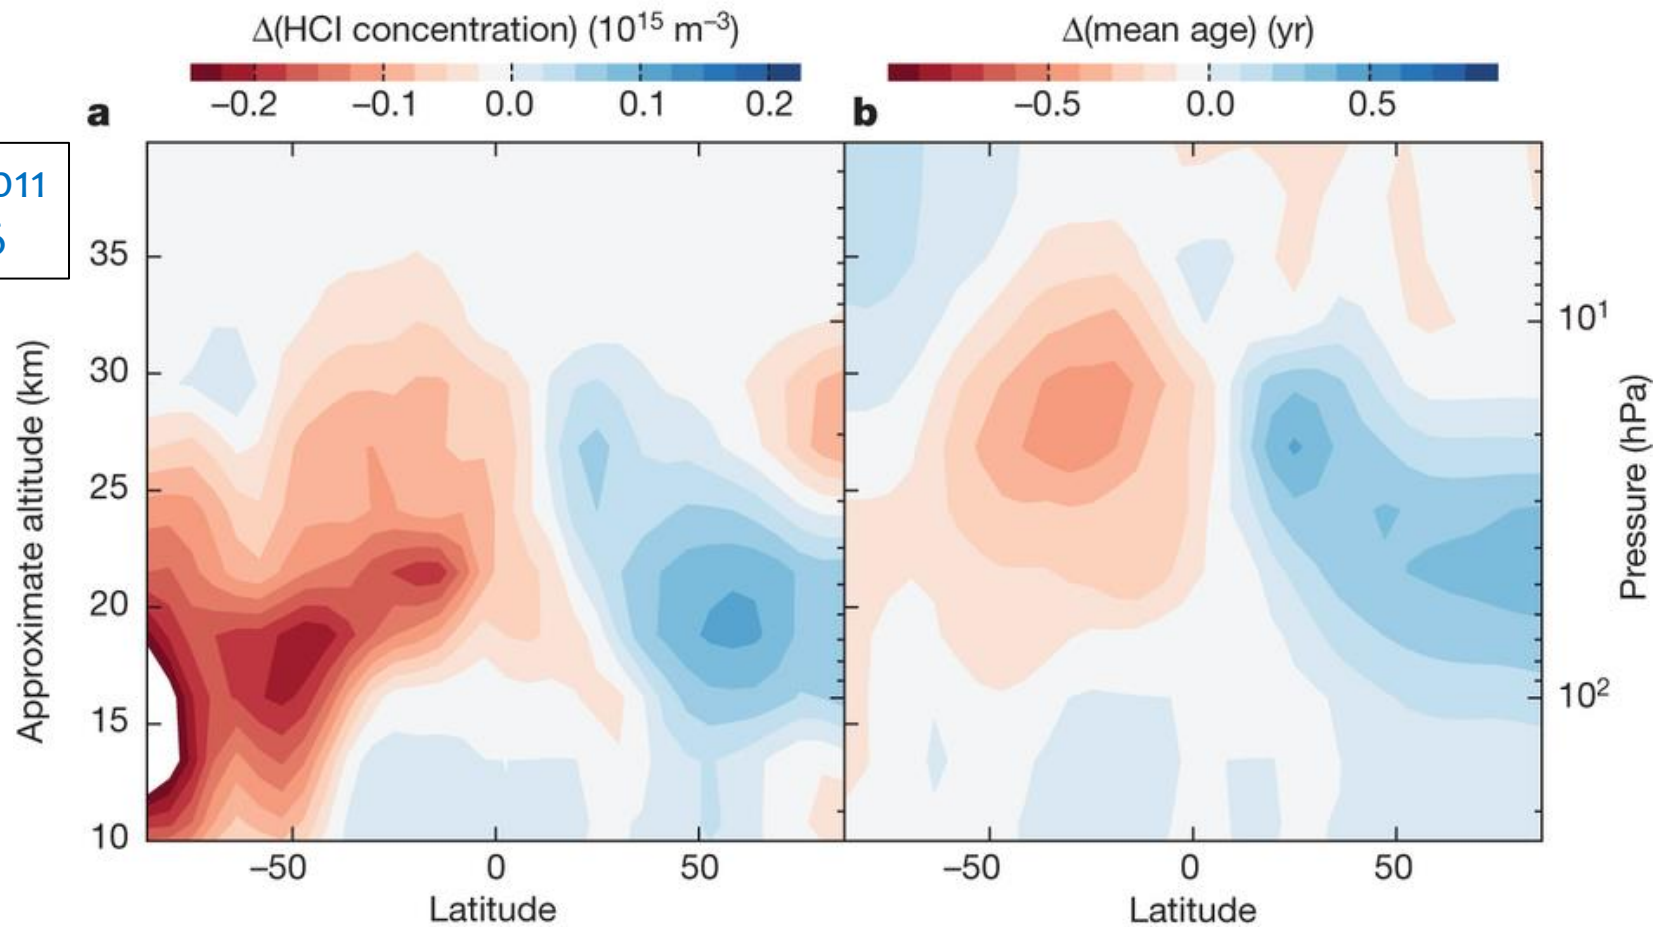 Δ(HCl concentration) (10¹⁵ m⁻³)
−0.2 −0.1 0.0 0.1 0.2
a
Δ(mean age) (yr)
−0.5 0.0 0.5
b
35
30
25
20
15
10
Approximate altitude (km)
−50 0 50
Latitude
−50 0 50
Latitude
10¹
10²
Pressure (hPa)